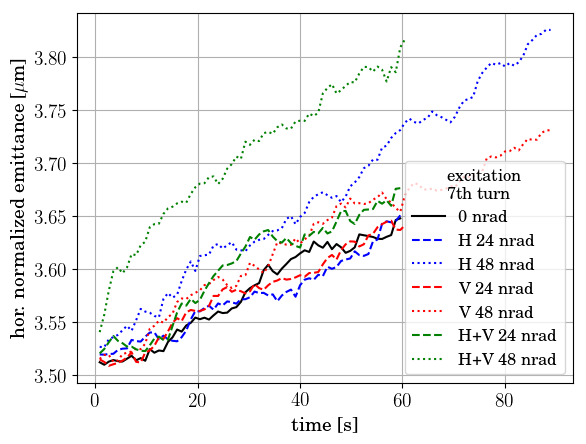 hor. normalized emittance [μm]
3.80
3.75
3.70
3.65
3.60
3.55
3.50
excitation
7th turn
0 nrad
H 24 nrad
H 48 nrad
V 24 nrad
V 48 nrad
H+V 24 nrad
H+V 48 nrad
0 20 40 60 80
time [s]